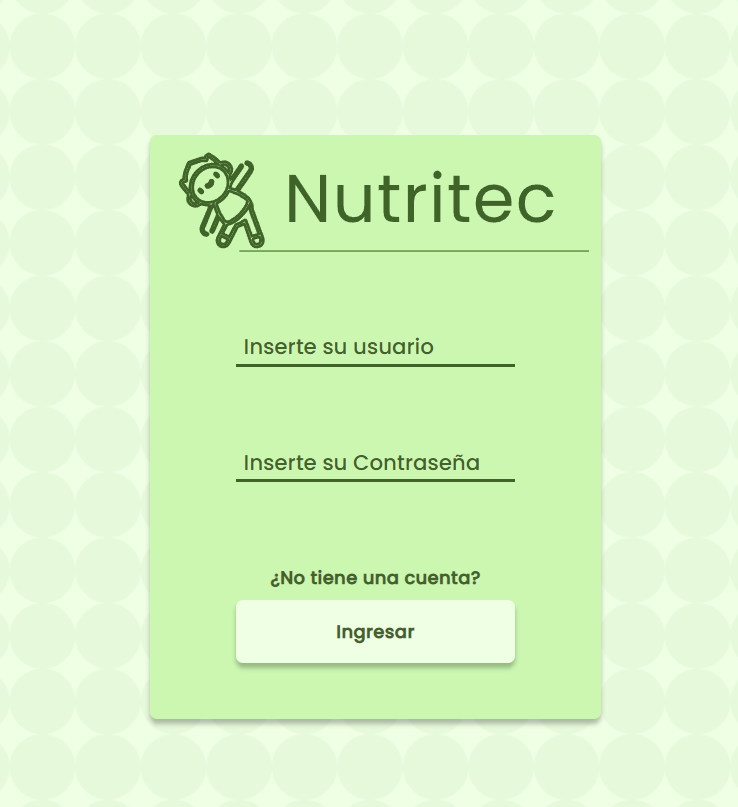 Nutritec
Inserte su usuario
Inserte su Contraseña
¿No tiene una cuenta?
Ingresar